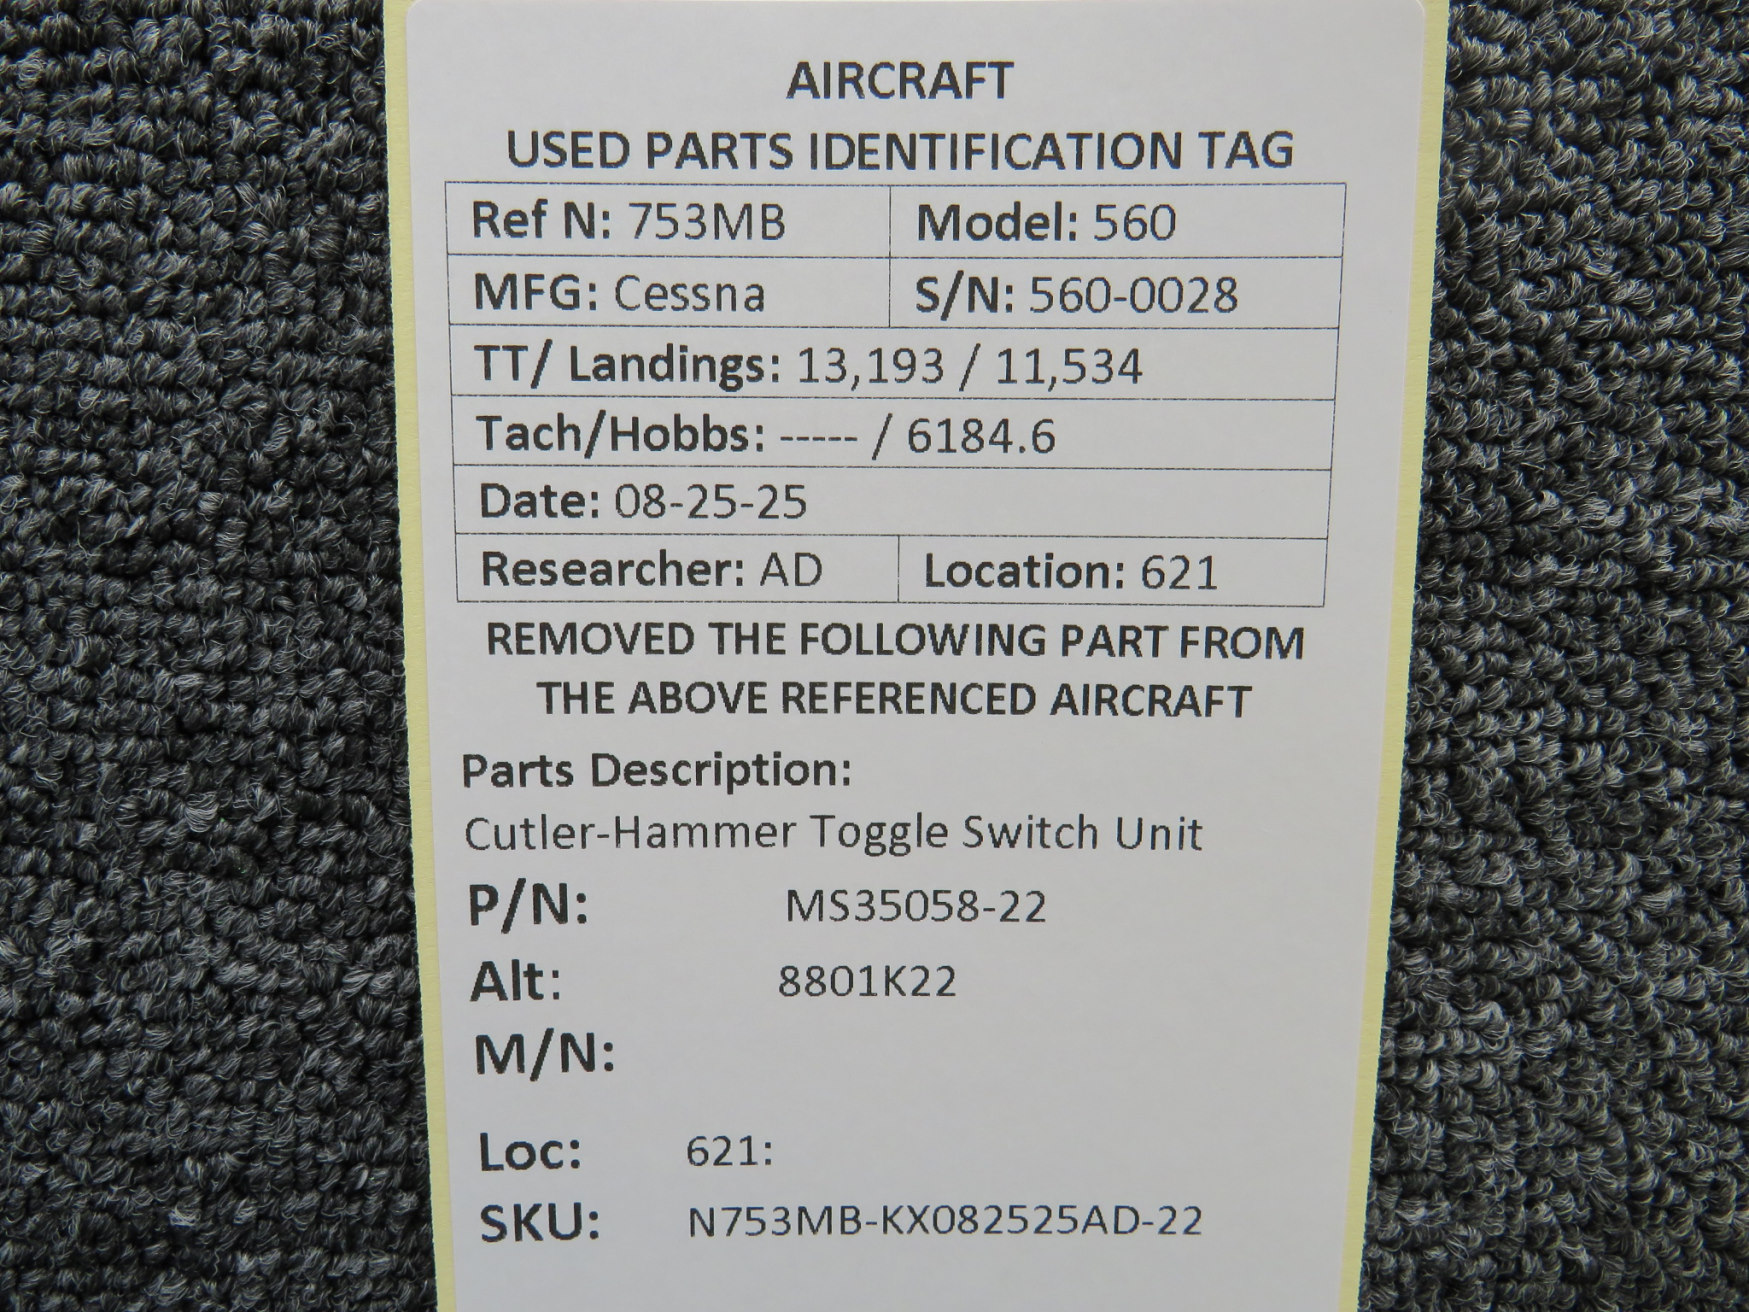 AIRCRAFT
USED PARTS IDENTIFICATION TAG
Ref N: 753MB Model: 560
MFG: Cessna S/N: 560-0028
TT/ Landings: 13,193 / 11,534
Tach/Hobbs: ----- / 6184.6
Date: 08-25-25
Researcher: AD Location: 621
REMOVED THE FOLLOWING PART FROM
THE ABOVE REFERENCED AIRCRAFT
Parts Description:
Cutler-Hammer Toggle Switch Unit
P/N: MS35058-22
Alt: 8801K22
M/N:
Loc: 621:
SKU: N753MB-KX082525AD-22